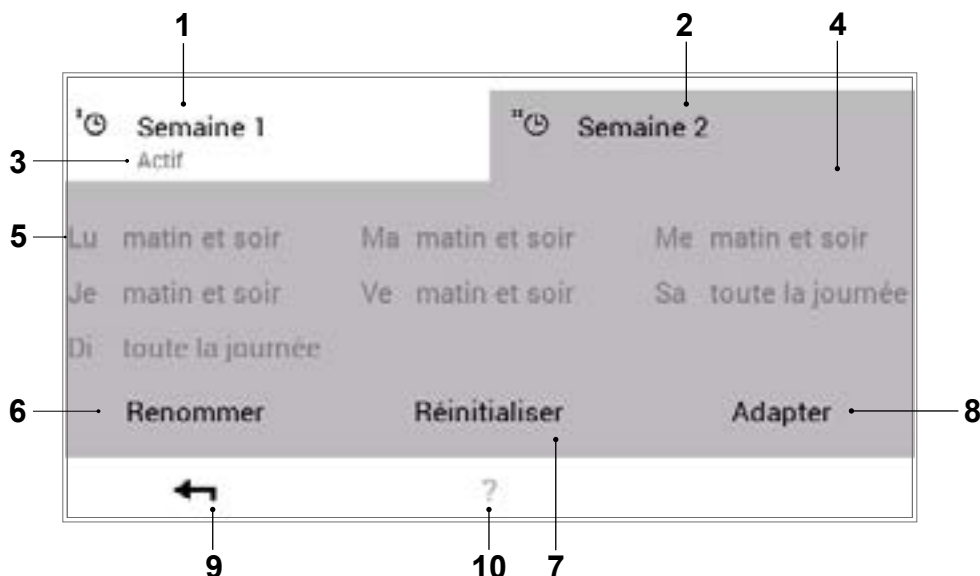 1 2 4
Semaine 1 Semaine 2
3 Actif
5 Lu matin et soir Ma matin et soir Me matin et soir
Je matin et soir Ve matin et soir Sa toute la journée
Di toute la journée
6 Renommer Réinitialiser Adapter 8
?
9 10 7